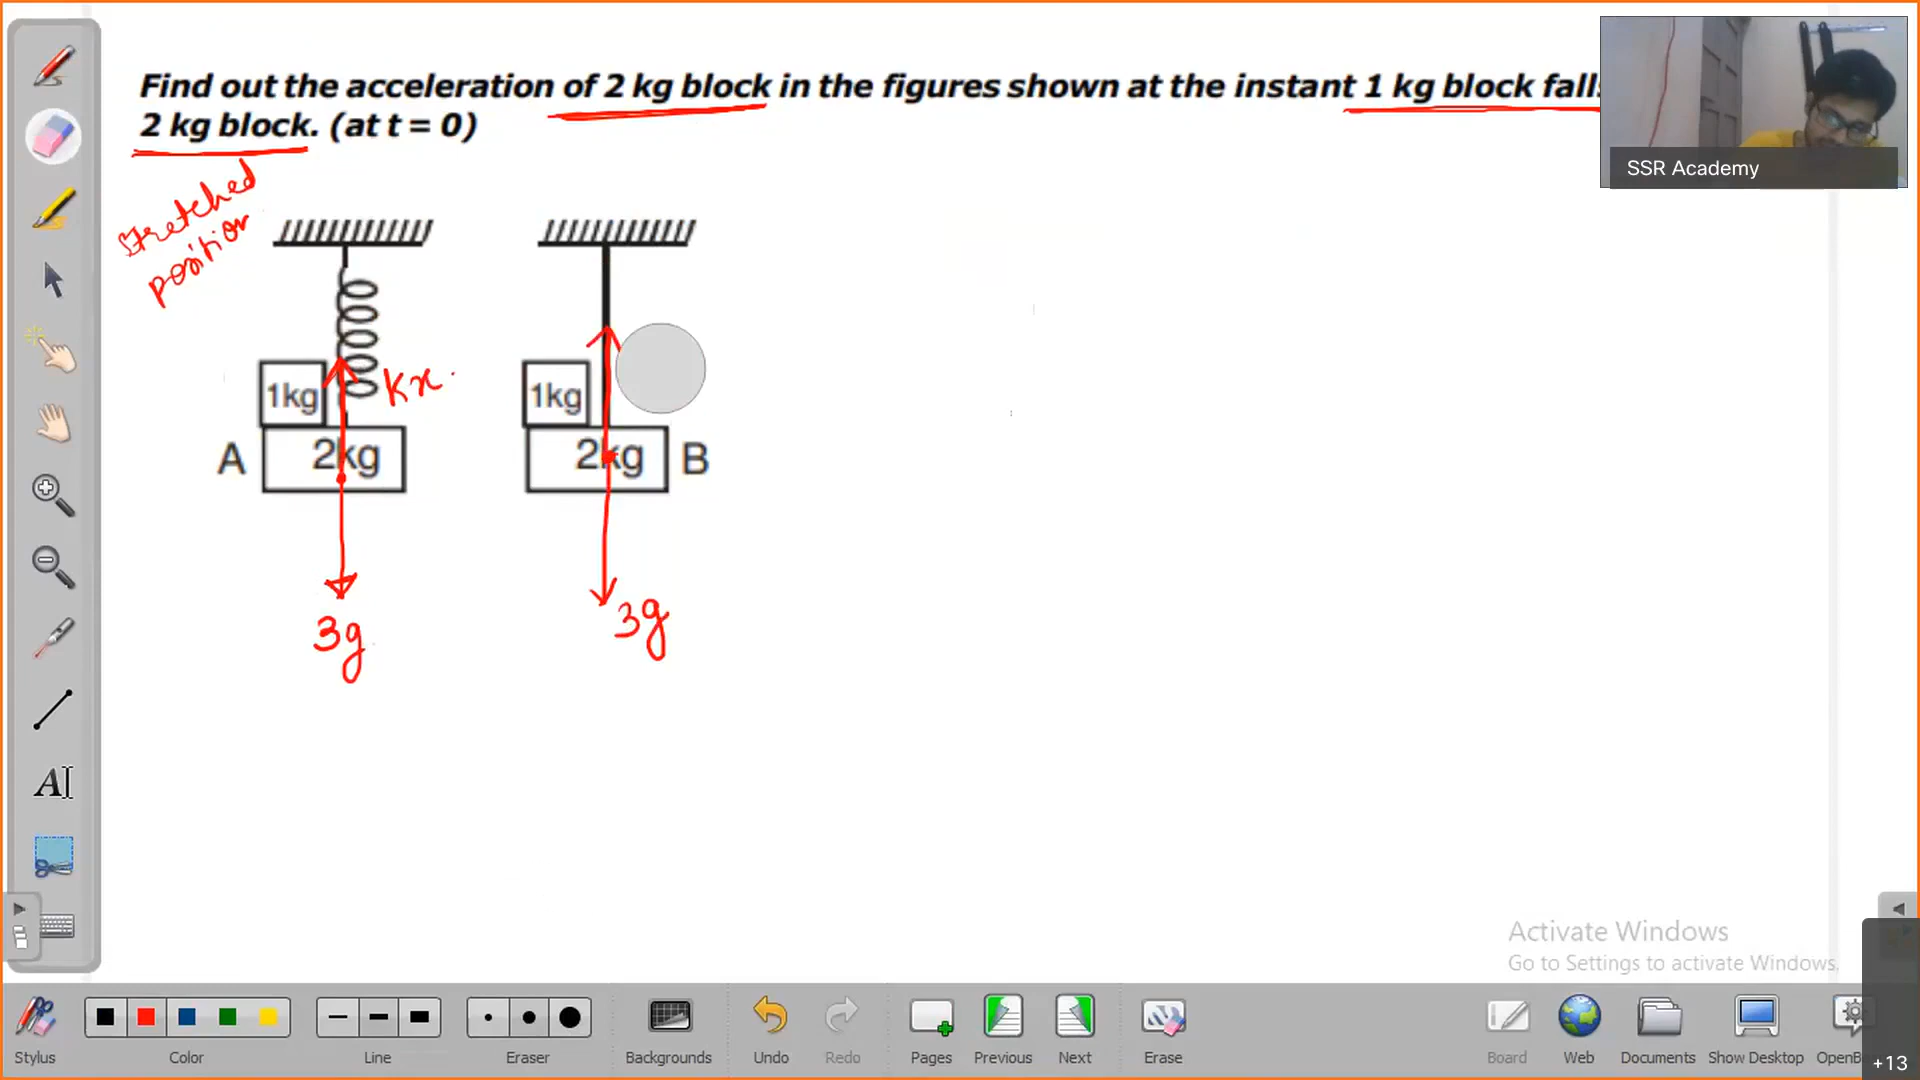 Find out the acceleration of 2 kg block in the figures shown at the instant 1 kg block falls
2 kg block. (at t = 0)
SSR Academy
Stretched
position
1kg
kx
1kg
A
2kg
2kg
B
3g
3g
Activate Windows
Go to Settings to activate Windows.
Stylus
Color
Line
Eraser
Backgrounds
Undo
Redo
Pages
Previous
Next
Erase
Board
Web
Documents
Show Desktop
+13